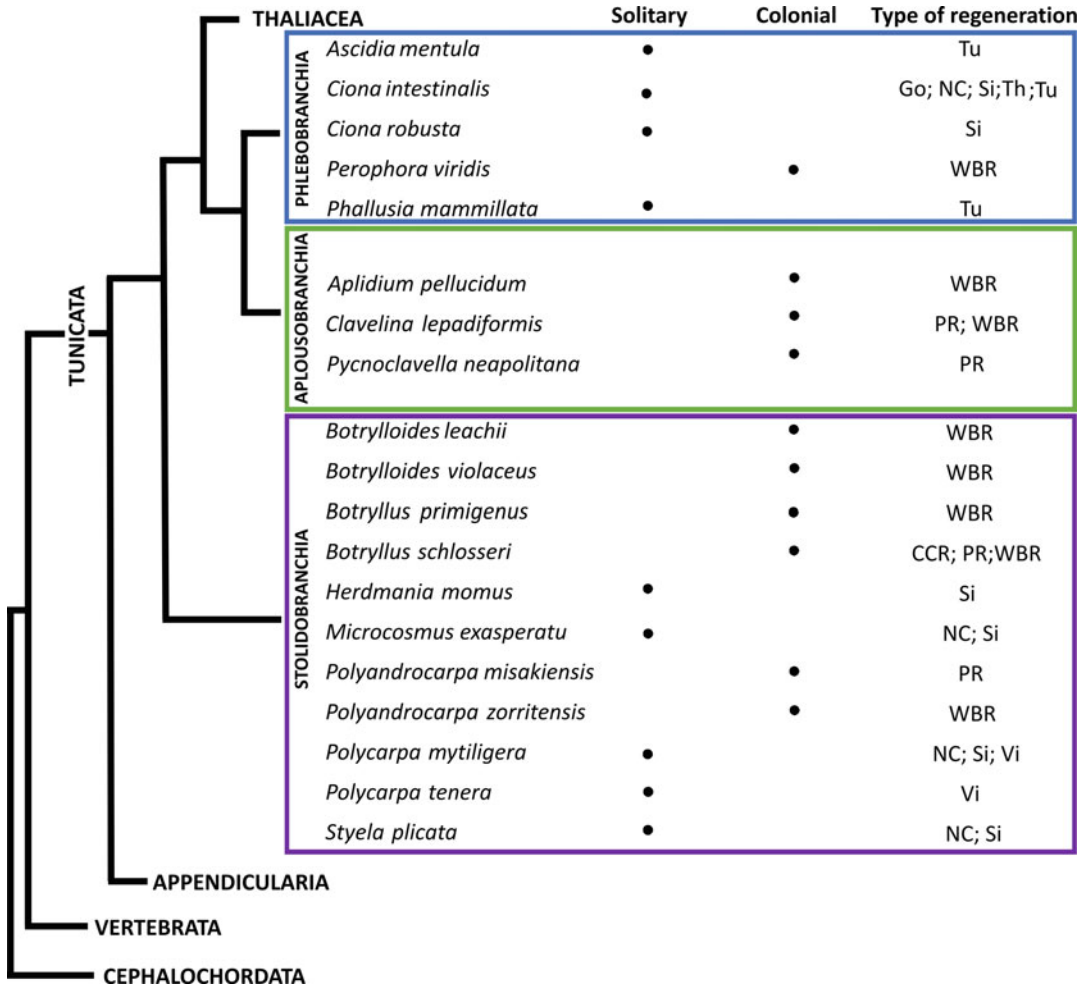 THALIACEA Solitary Colonial Type of regeneration
PHLEBOBRANCHIA
Ascidia mentula • Tu
Ciona intestinalis • Go; NC; Si;Th ;Tu
Ciona robusta • Si
Perophora viridis • WBR
Phallusia mammillata • Tu
APLOUSOBRANCHIA
Aplidium pellucidum • WBR
Clavelina lepadiformis • PR; WBR
Pycnoclavella neapolitana • PR
TUNICATA
STOLIDOBRANCHIA
Botrylloides leachii • WBR
Botrylloides violaceus • WBR
Botryllus primigenus • WBR
Botryllus schlosseri • CCR; PR;WBR
Herdmania momus • Si
Microcosmus exasperatu • NC; Si
Polyandrocarpa misakiensis • PR
Polyandrocarpa zorritensis • WBR
Polycarpa mytiligera • NC; Si; Vi
Polycarpa tenera • Vi
Styela plicata • NC; Si
APPENDICULARIA
VERTEBRATA
CEPHALOCHORDATA